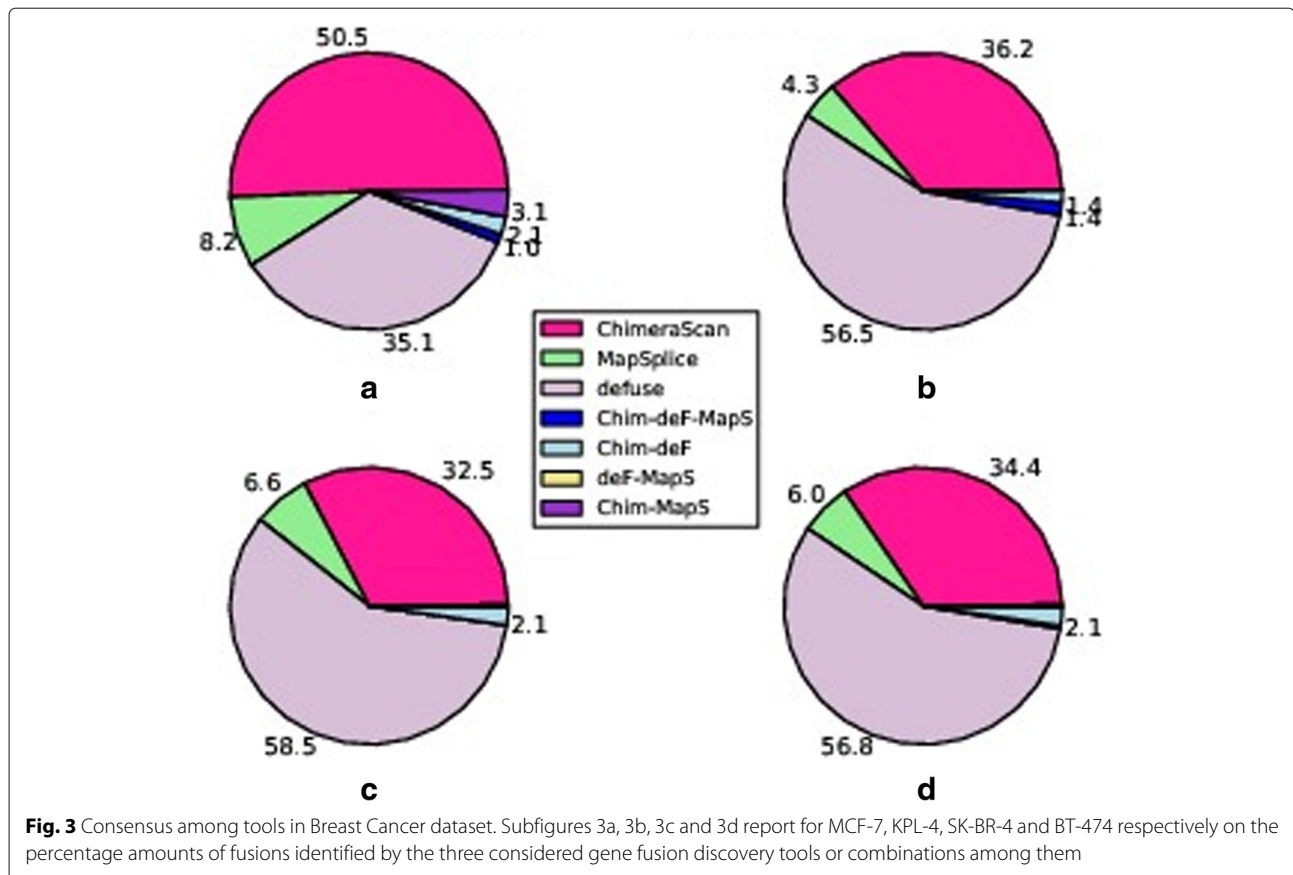 50.5
8.2
35.1
3.1
2.1
1.0
a
36.2
4.3
56.5
1.4
1.4
b
ChimeraScan
MapSplice
defuse
Chim-deF-MapS
Chim-deF
deF-MapS
Chim-MapS
32.5
6.6
58.5
2.1
c
34.4
6.0
56.8
2.1
d
Fig. 3 Consensus among tools in Breast Cancer dataset. Subfigures 3a, 3b, 3c and 3d report for MCF-7, KPL-4, SK-BR-4 and BT-474 respectively on the
percentage amounts of fusions identified by the three considered gene fusion discovery tools or combinations among them